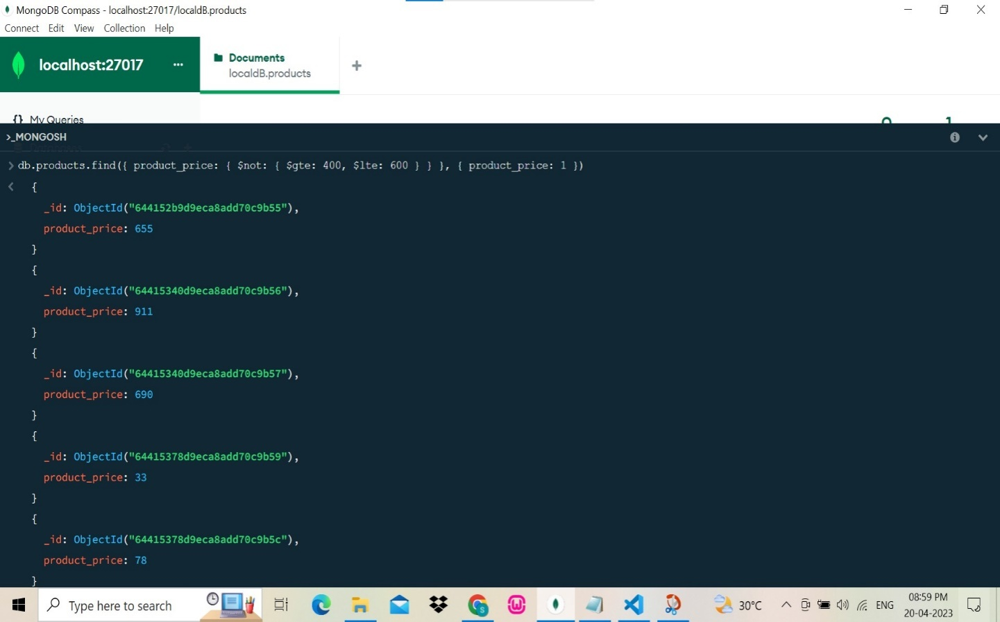 MongoDB Compass - localhost:27017/localdB.products
Connect Edit View Collection Help
localhost:27017 ...
Documents
localdB.products
+
{} My Queries
>_MONGOSH
db.products.find({ product_price: { $not: { $gte: 400, $lte: 600 } } }, { product_price: 1 })
{
_id: ObjectId("644152b9d9eca8add70c9b55"),
product_price: 655
}
{
_id: ObjectId("64415340d9eca8add70c9b56"),
product_price: 911
}
{
_id: ObjectId("64415340d9eca8add70c9b57"),
product_price: 690
}
{
_id: ObjectId("64415378d9eca8add70c9b59"),
product_price: 33
}
{
_id: ObjectId("64415378d9eca8add70c9b5c"),
product_price: 78
}
Type here to search
30°C
ENG
08:59 PM
20-04-2023